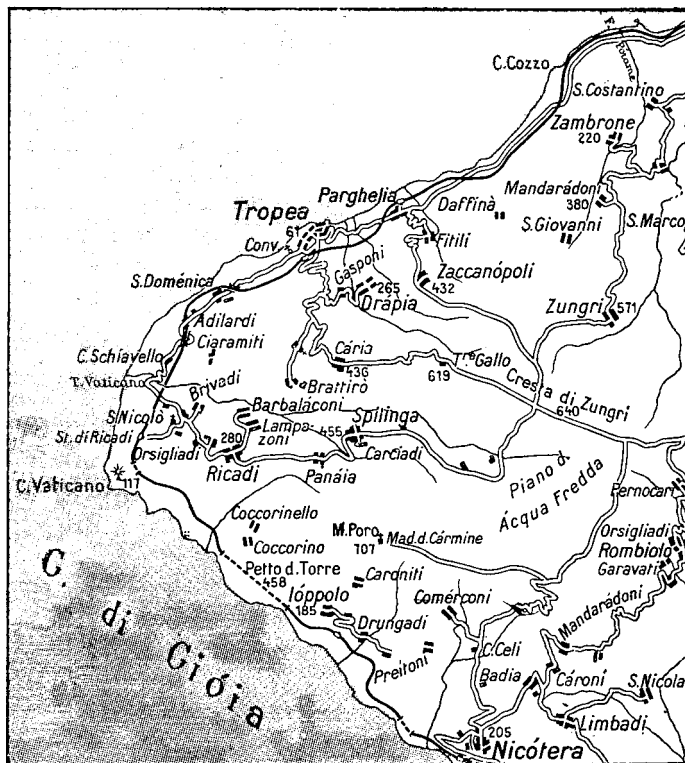 F. Potame
C. Cozzo
S. Costantino
Zambrone
220
Parghelia
Daffinà
Mandarádoni
380
S. Giovanni
S. Marco
Tropea
61
Conv.
Fitili
Gásponi
265
Drapia
Zaccanópoli
432
Zungri
571
S. Doménica
Adilardi
Ciaramiti
C. Schiavello
T. Vaticano
Cária
436
Brattirò
Tre Gallo
619
Cresta di Zungri
640
Brivadi
S. Nicolò
St. di Ricadi
Orsigliadi
Barbaláconi
Lampazoni
280
Ricadi
455
Spilinga
Carciadi
Panáia
C. Vaticano
117
Piano d.
Ácqua Fredda
Pernocari
Orsigliadi
Rombiolo
Garavati
Coccorinello
Coccorino
M. Poro
707
Mad. d. Cármine
Petto d. Torre
458
Caroniti
Ióppolo
185
Drungadi
Comérconi
Preitoni
C. Celi
Badia
Mandarádoni
Cároni
S. Nicola
Limbadi
205
Nicótera
G. di Gióia